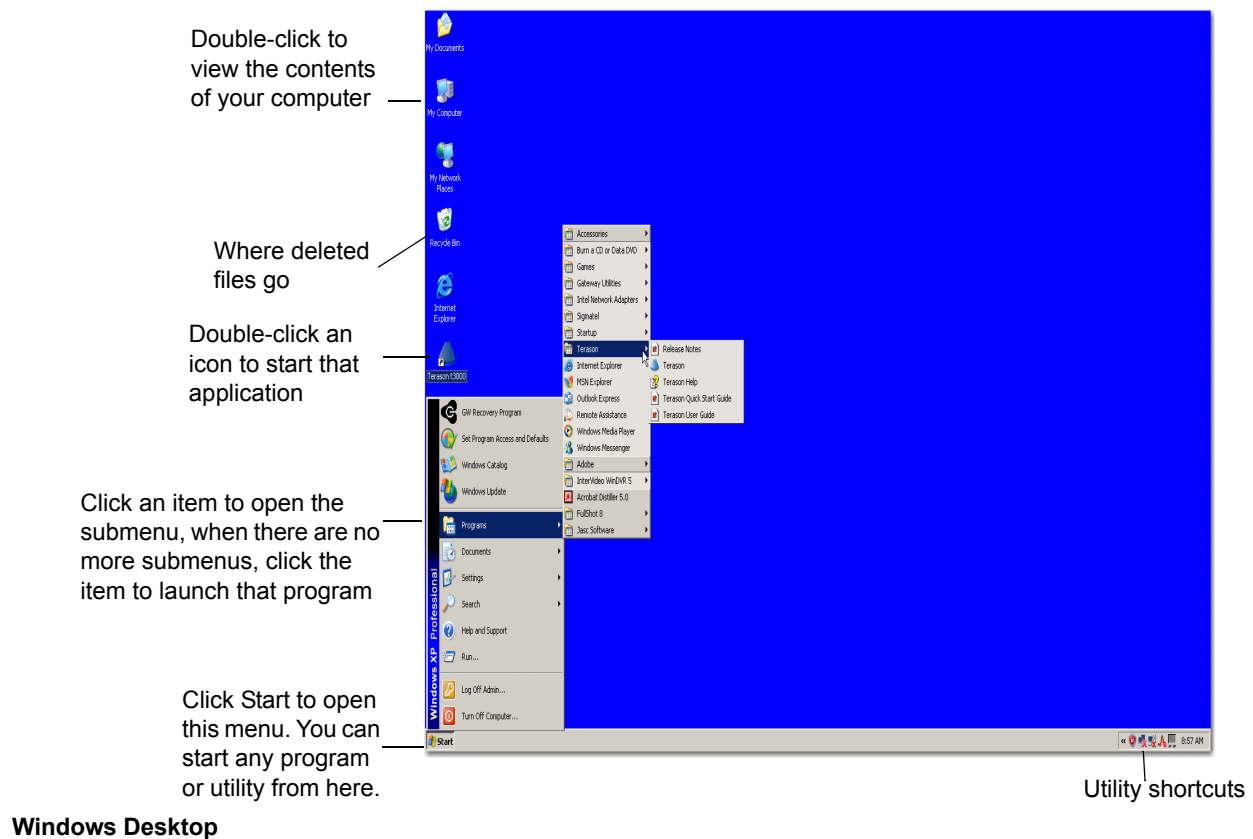 Double-click to
view the contents
of your computer
Where deleted
files go
Double-click an
icon to start that
application
Click an item to open the
submenu, when there are no
more submenus, click the
item to launch that program
Click Start to open
this menu. You can
start any program
or utility from here.
My Documents
My Computer
My Network
Places
Recycle Bin
Internet
Explorer
Terason t3000
GW Recovery Program
Set Program Access and Defaults
Windows Catalog
Windows Update
Programs
Documents
Settings
Search
Help and Support
Run...
Log Off Admin...
Turn Off Computer...
Windows XP Professional
Start
Accessories
Burn a CD or Data DVD
Games
Gateway Utilities
Intel Network Adapters
Sigmatel
Startup
Terason
Internet Explorer
MSN Explorer
Outlook Express
Remote Assistance
Windows Media Player
Windows Messenger
Adobe
InterVideo WinDVR 5
Acrobat Distiller 5.0
FullShot 8
Jasc Software
Release Notes
Terason
Terason Help
Terason Quick Start Guide
Terason User Guide
8:57 AM
Utility shortcuts
Windows Desktop